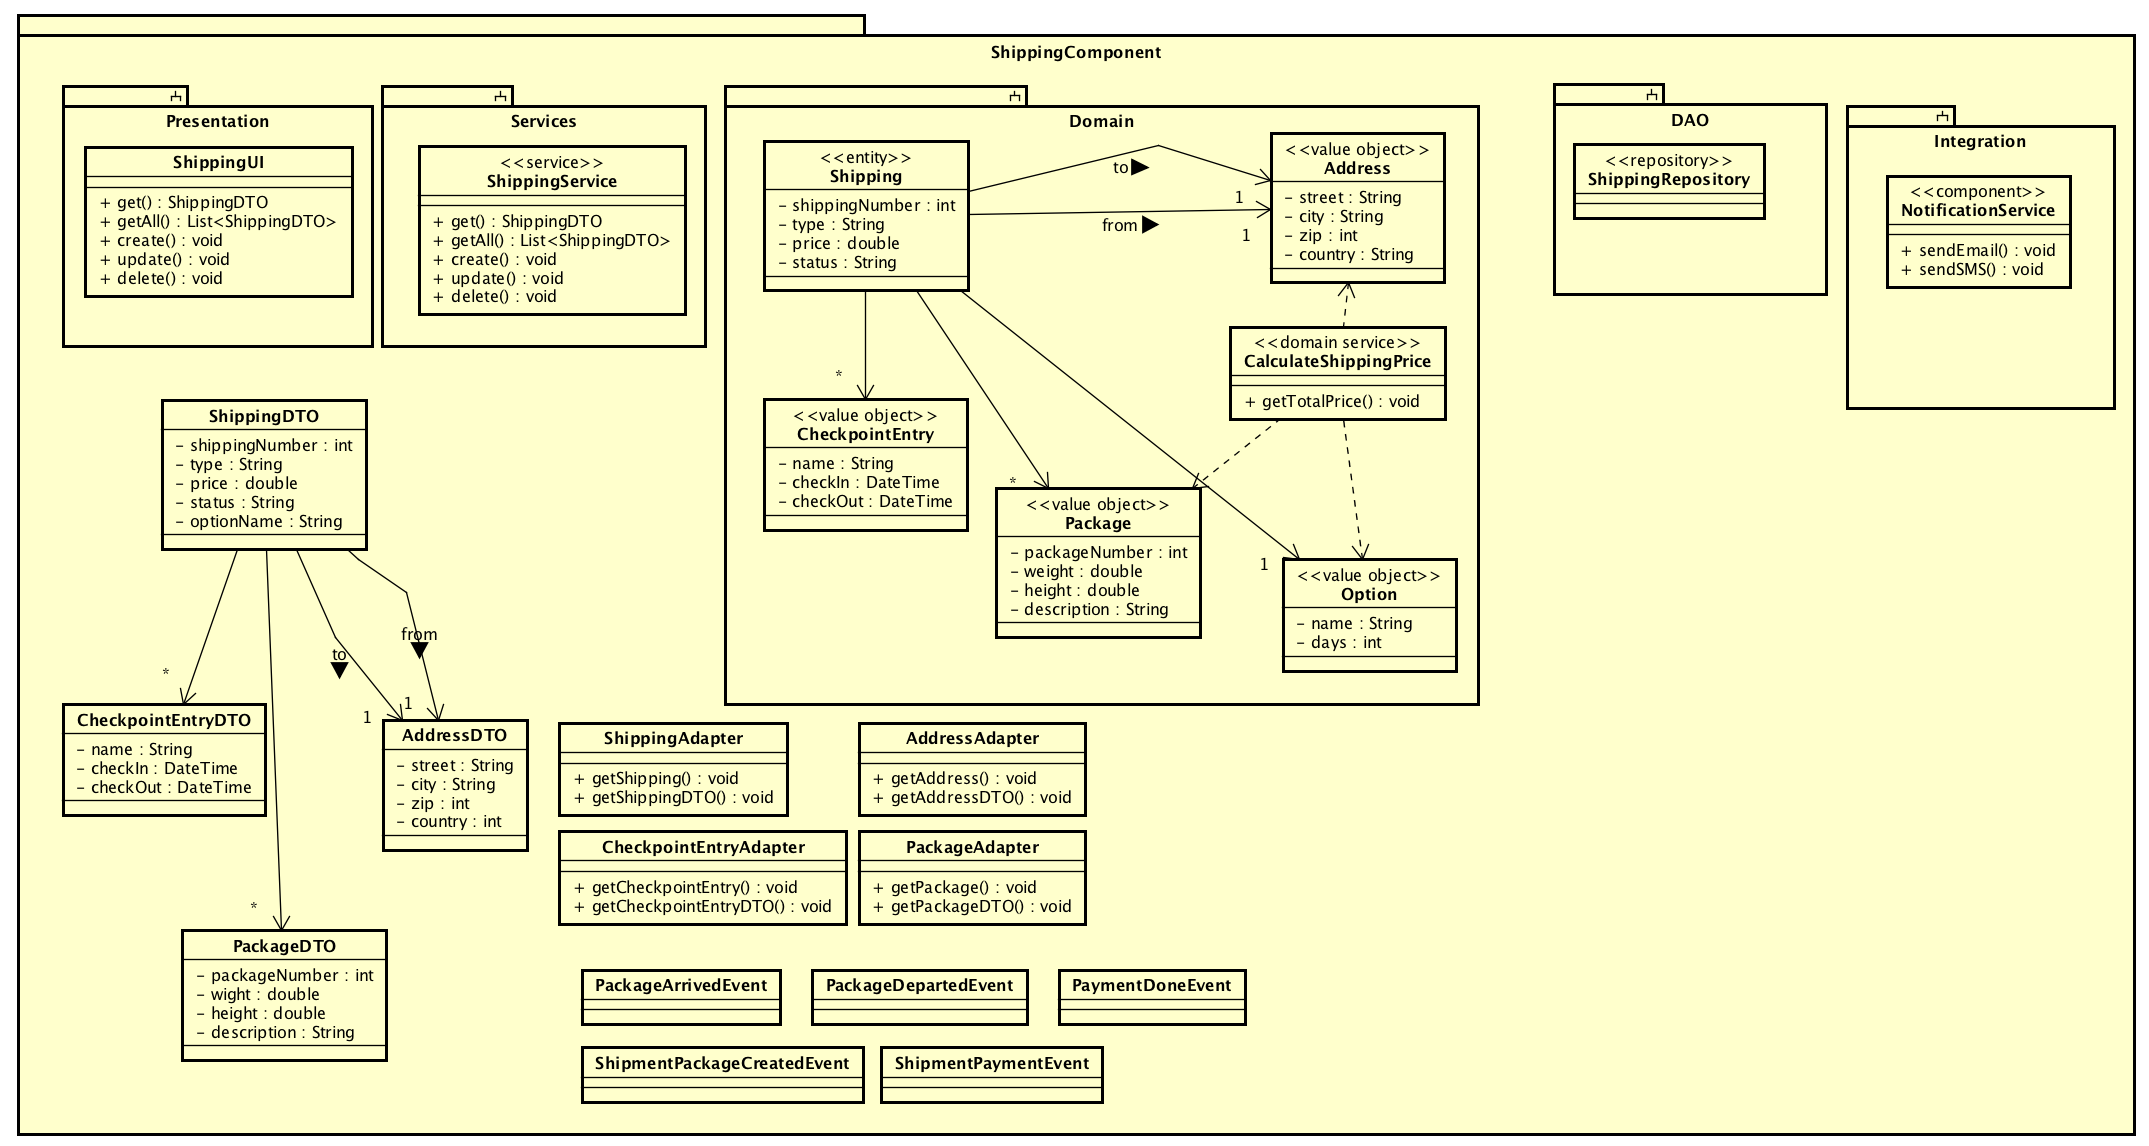 ShippingComponent
Presentation
ShippingUI
+ get() : ShippingDTO
+ getAll() : List<ShippingDTO>
+ create() : void
+ update() : void
+ delete() : void
Services
<<service>>
ShippingService
+ get() : ShippingDTO
+ getAll() : List<ShippingDTO>
+ create() : void
+ update() : void
+ delete() : void
Domain
<<entity>>
Shipping
- shippingNumber : int
- type : String
- price : double
- status : String
to
1
from
1
<<value object>>
Address
- street : String
- city : String
- zip : int
- country : String
<<domain service>>
CalculateShippingPrice
+ getTotalPrice() : void
*
<<value object>>
CheckpointEntry
- name : String
- checkIn : DateTime
- checkOut : DateTime
*
<<value object>>
Package
- packageNumber : int
- weight : double
- height : double
- description : String
1
<<value object>>
Option
- name : String
- days : int
DAO
<<repository>>
ShippingRepository
Integration
<<component>>
NotificationService
+ sendEmail() : void
+ sendSMS() : void
ShippingDTO
- shippingNumber : int
- type : String
- price : double
- status : String
- optionName : String
from
to
*
1
1
CheckpointEntryDTO
- name : String
- checkIn : DateTime
- checkOut : DateTime
AddressDTO
- street : String
- city : String
- zip : int
- country : int
*
PackageDTO
- packageNumber : int
- wight : double
- height : double
- description : String
ShippingAdapter
+ getShipping() : void
+ getShippingDTO() : void
AddressAdapter
+ getAddress() : void
+ getAddressDTO() : void
CheckpointEntryAdapter
+ getCheckpointEntry() : void
+ getCheckpointEntryDTO() : void
PackageAdapter
+ getPackage() : void
+ getPackageDTO() : void
PackageArrivedEvent
PackageDepartedEvent
PaymentDoneEvent
ShipmentPackageCreatedEvent
ShipmentPaymentEvent